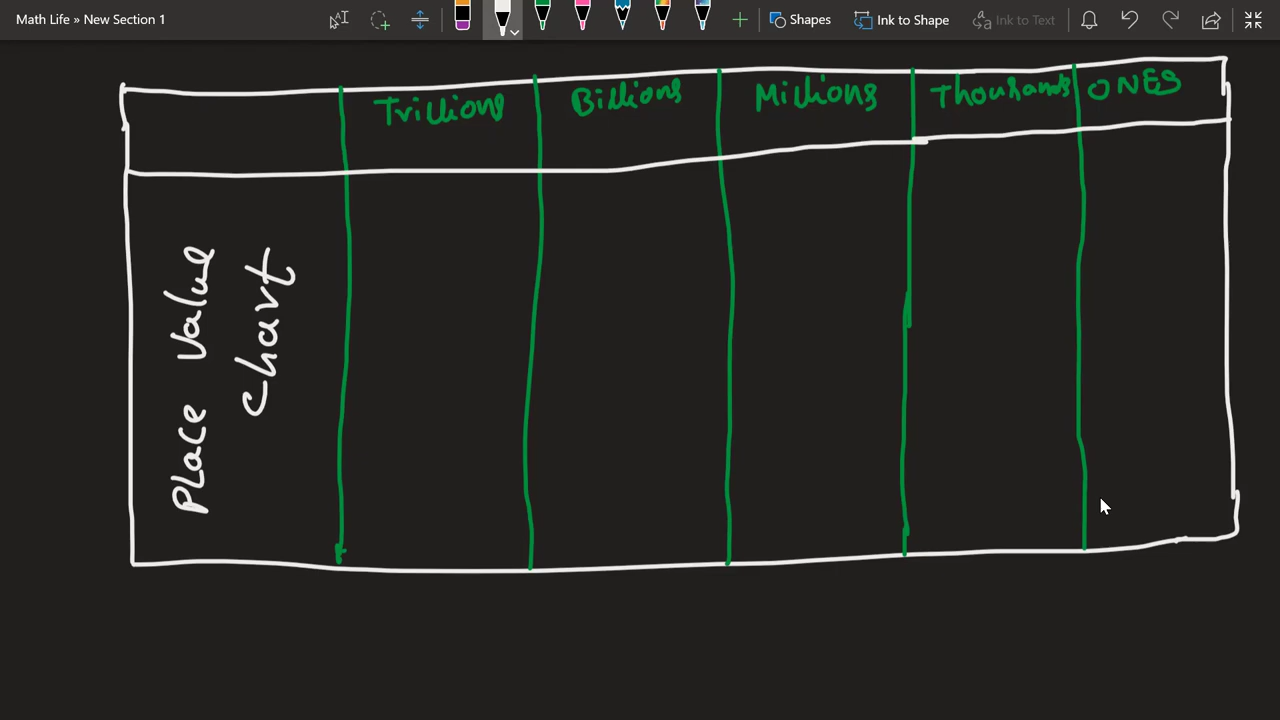 Math Life » New Section 1
Shapes Ink to Shape Ink to Text
Trillions Billions Millions Thousands ONES
Place Value
Chart